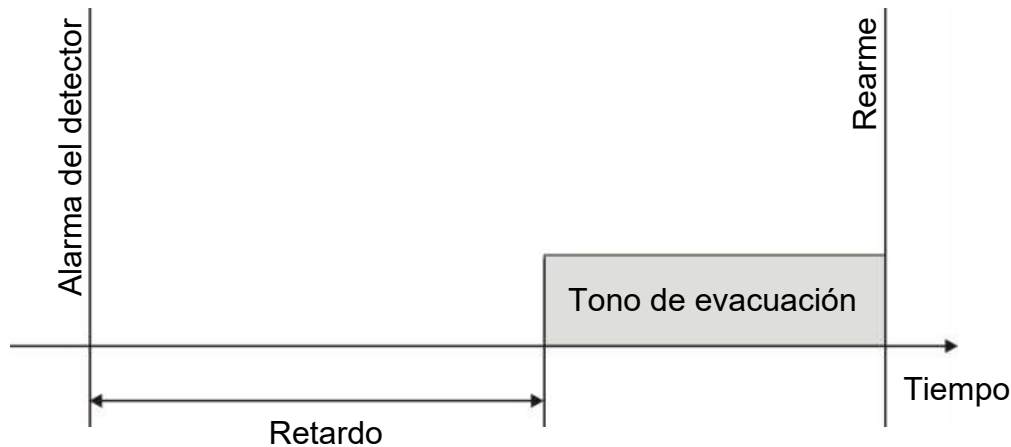 Alarma del detector
Rearme
Tono de evacuación
Tiempo
Retardo